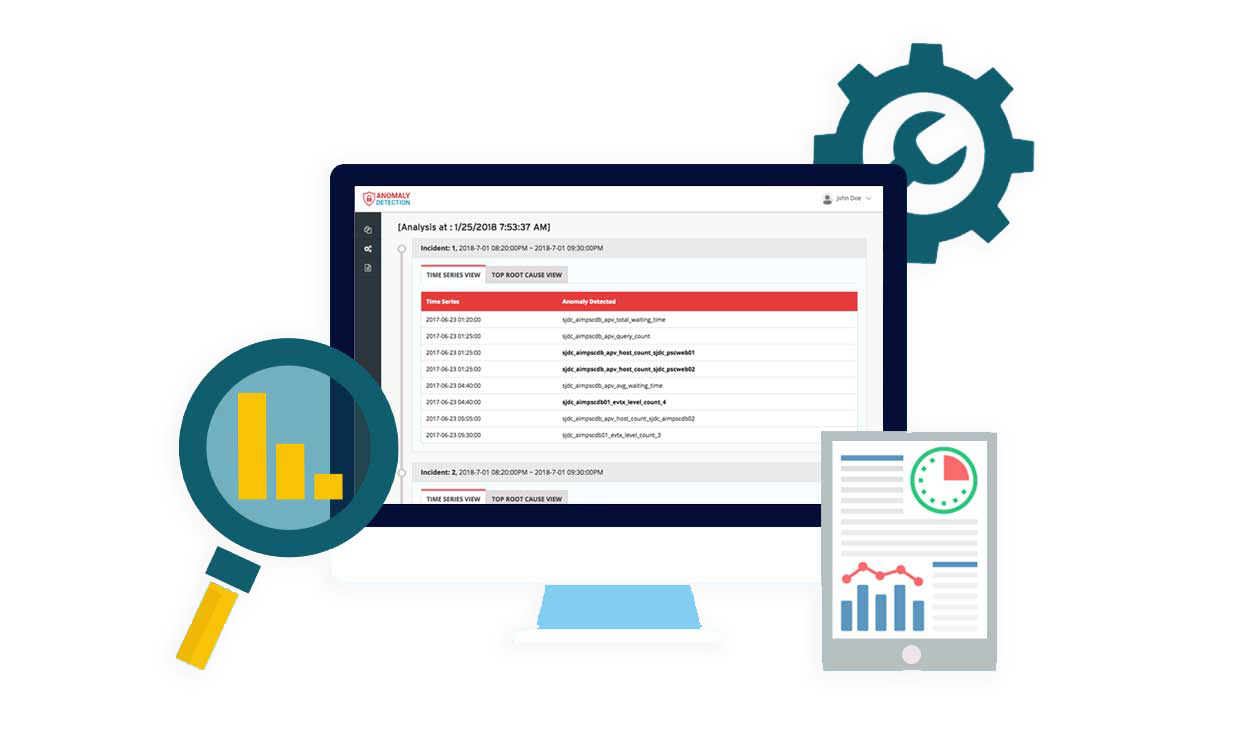 ANOMALY
DETECTION
John Doe
[Analysis at : 1/25/2018 7:53:37 AM]
Incident: 1, 2018-7-01 08:20:00PM ~ 2018-7-01 09:30:00PM
TIME SERIES VIEW TOP ROOT CAUSE VIEW
Time Series Anomaly Detected
2017-06-23 01:20:00 sjdc_aimpscdb_apv_total_waiting_time
2017-06-23 01:25:00 sjdc_aimpscdb_apv_query_count
2017-06-23 01:25:00 sjdc_aimpscdb_apv_host_count_sjdc_pscweb01
2017-06-23 01:25:00 sjdc_aimpscdb_apv_host_count_sjdc_pscweb02
2017-06-23 04:40:00 sjdc_aimpscdb_apv_avg_waiting_time
2017-06-23 04:40:00 sjdc_aimpscdb01_evtx_level_count_4
2017-06-23 05:05:00 sjdc_aimpscdb_apv_host_count_sjdc_aimpscdb02
2017-06-23 05:30:00 sjdc_aimpscdb01_evtx_level_count_3
Incident: 2, 2018-7-01 08:20:00PM ~ 2018-7-01 09:30:00PM
TIME SERIES VIEW TOP ROOT CAUSE VIEW